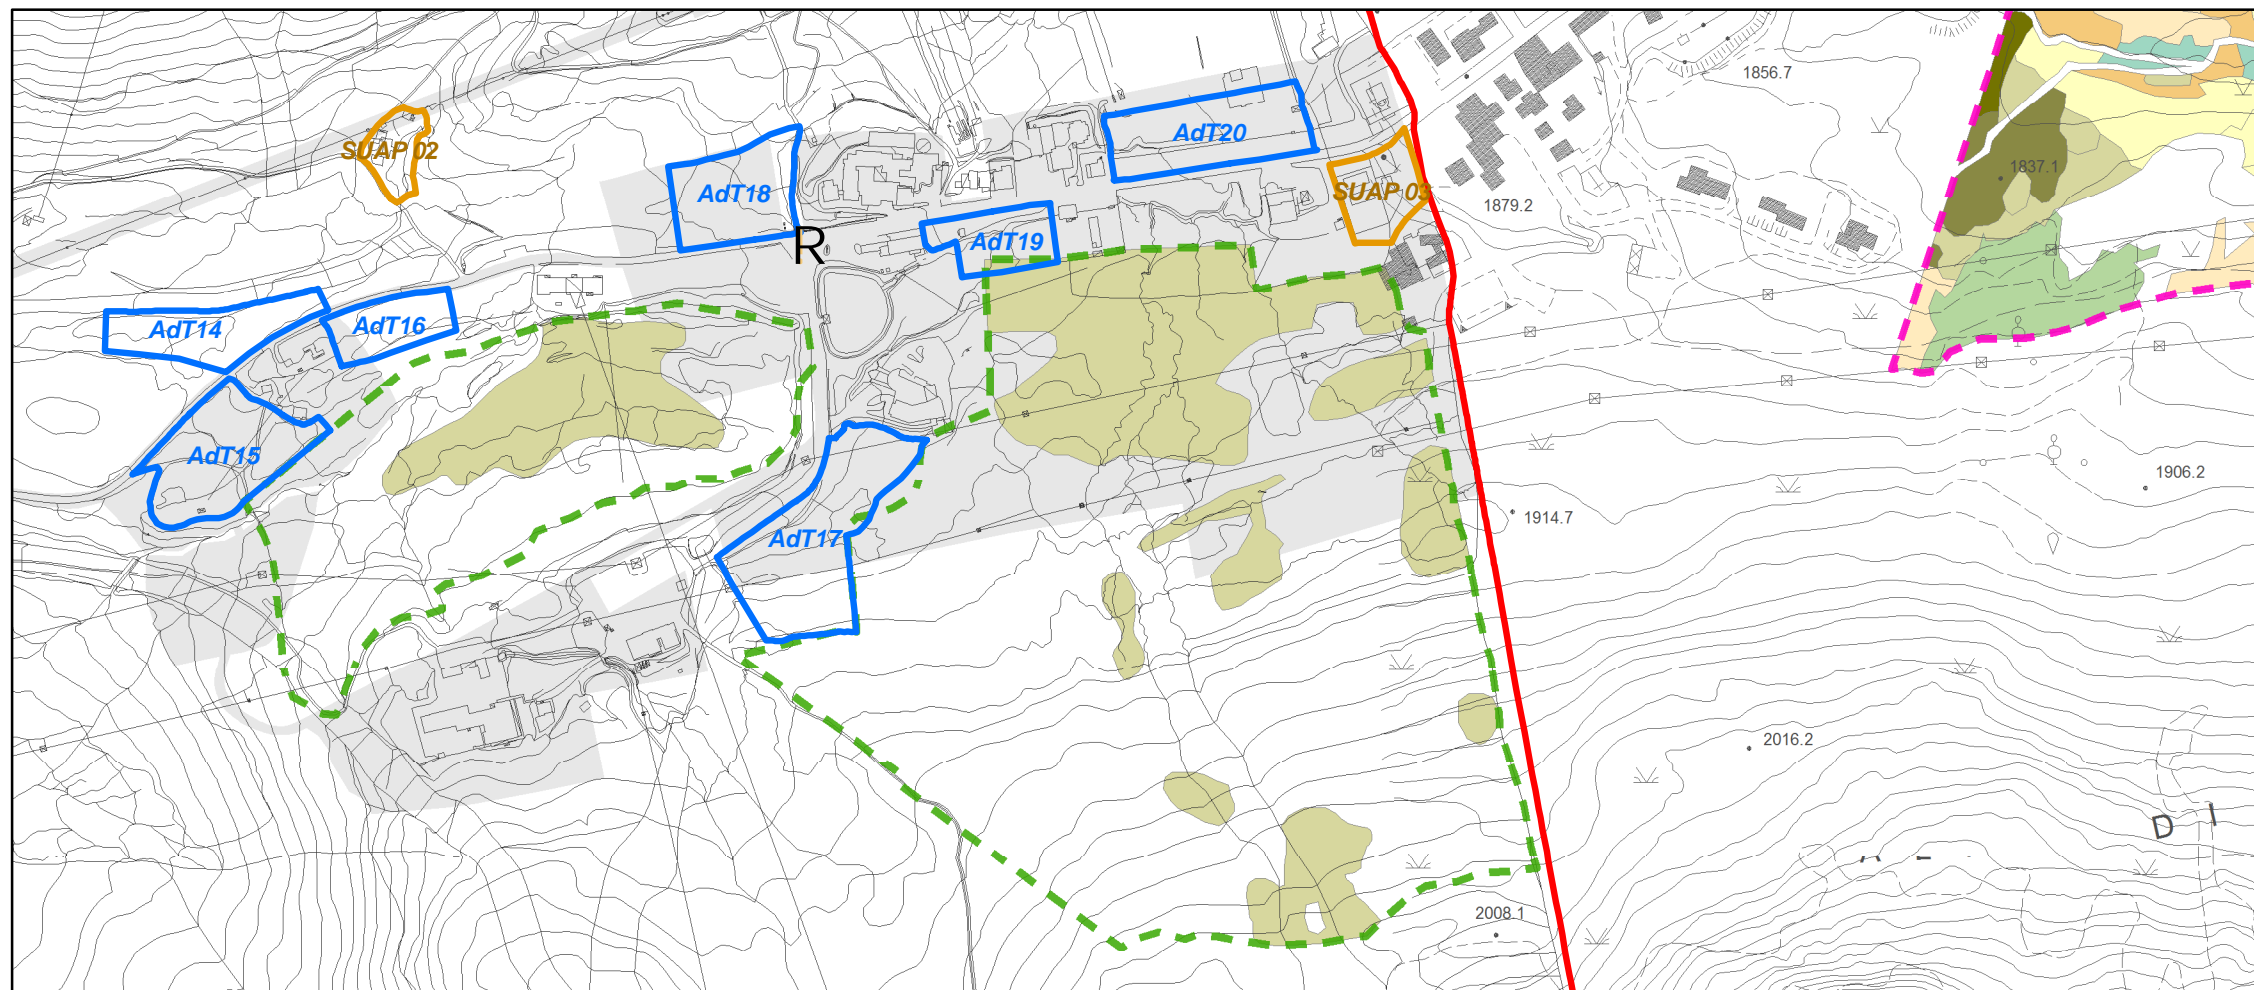 1856.7
AdT20
SUAP 02
1837.1
AdT18
SUAP 03
1879.2
R
AdT19
AdT14
AdT16
AdT15
1906.2
1914.7
AdT17
2016.2
D I
2008.1